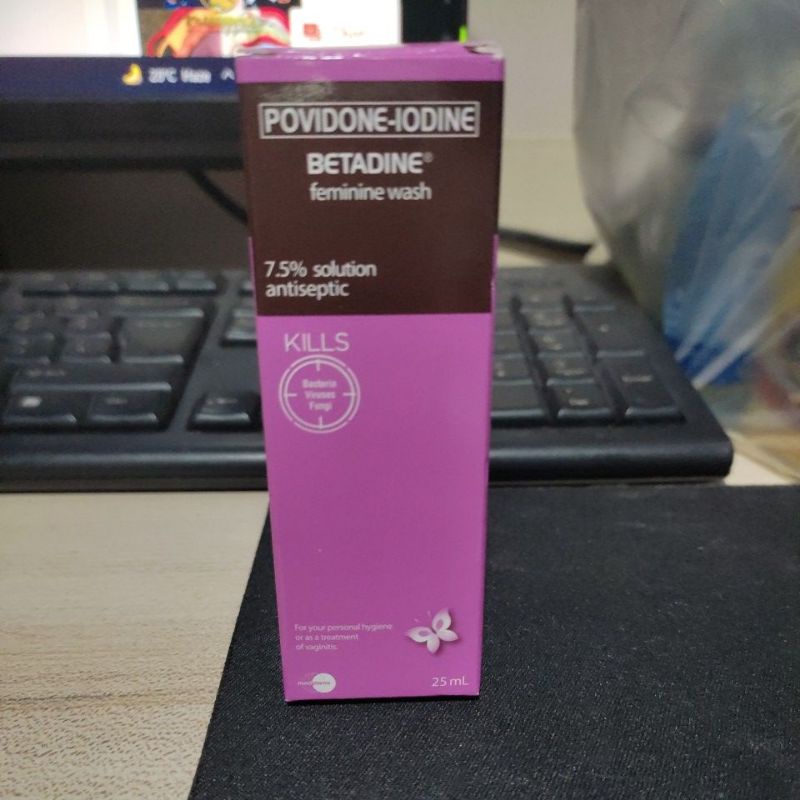 28°C Haze
POVIDONE-IODINE
BETADINE®
feminine wash
7.5% solution
antiseptic
KILLS
Bacteria
Viruses
Fungi
For your personal hygiene
or as a treatment
of vaginitis.
mundipharma
25 mL